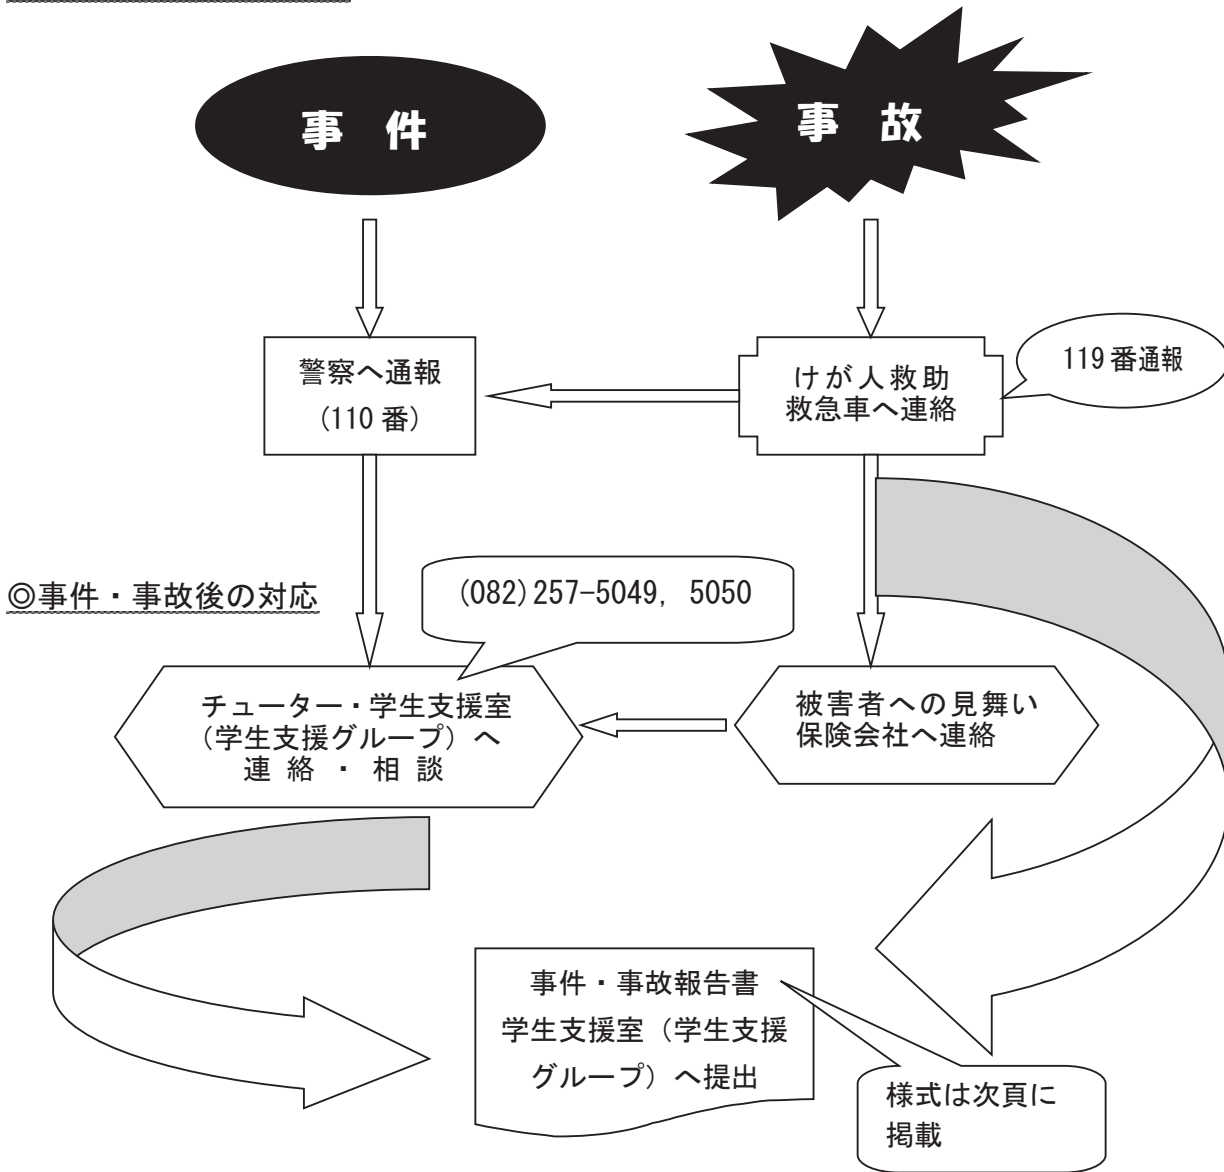 事 件
事 故
警察へ通報
(110 番)
けが人救助
救急車へ連絡
119 番通報
◎事件・事故後の対応
(082)257-5049, 5050
チューター・学生支援室
(学生支援グループ) へ
連 絡 ・ 相 談
被害者への見舞い
保険会社へ連絡
事件・事故報告書
学生支援室 (学生支援
グループ) へ提出
様式は次頁に
掲載